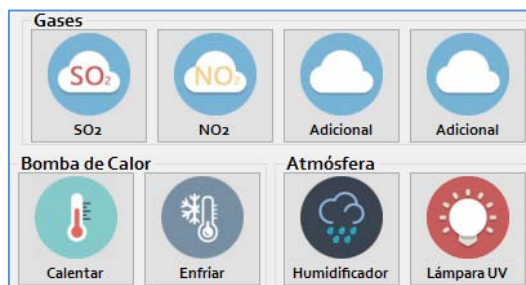 Gases
SO2 NO2
SO2 NO2 Adicional Adicional
Bomba de Calor Atmósfera
Calentar Enfriar Humidificador Lámpara UV